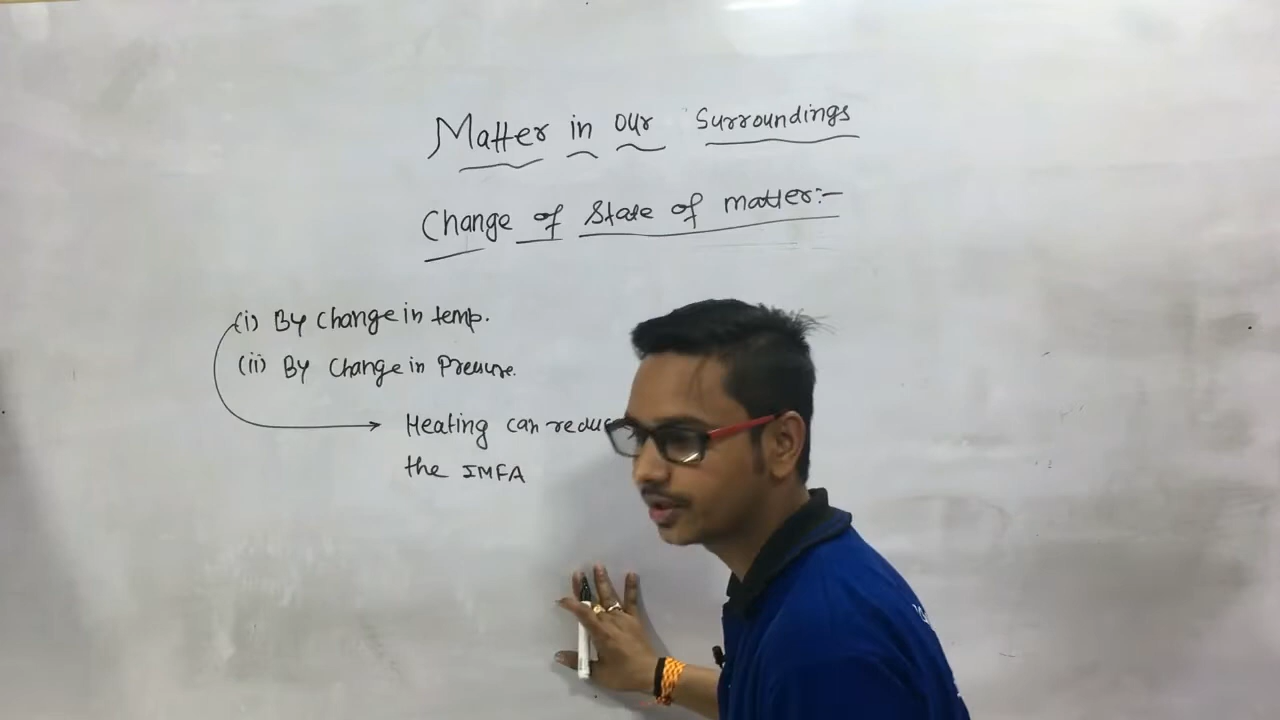 Matter in our Surroundings
Change of State of matter:-
(i) By Change in temp.
(ii) By Change in Pressure.
Heating can reduc
the IMFA